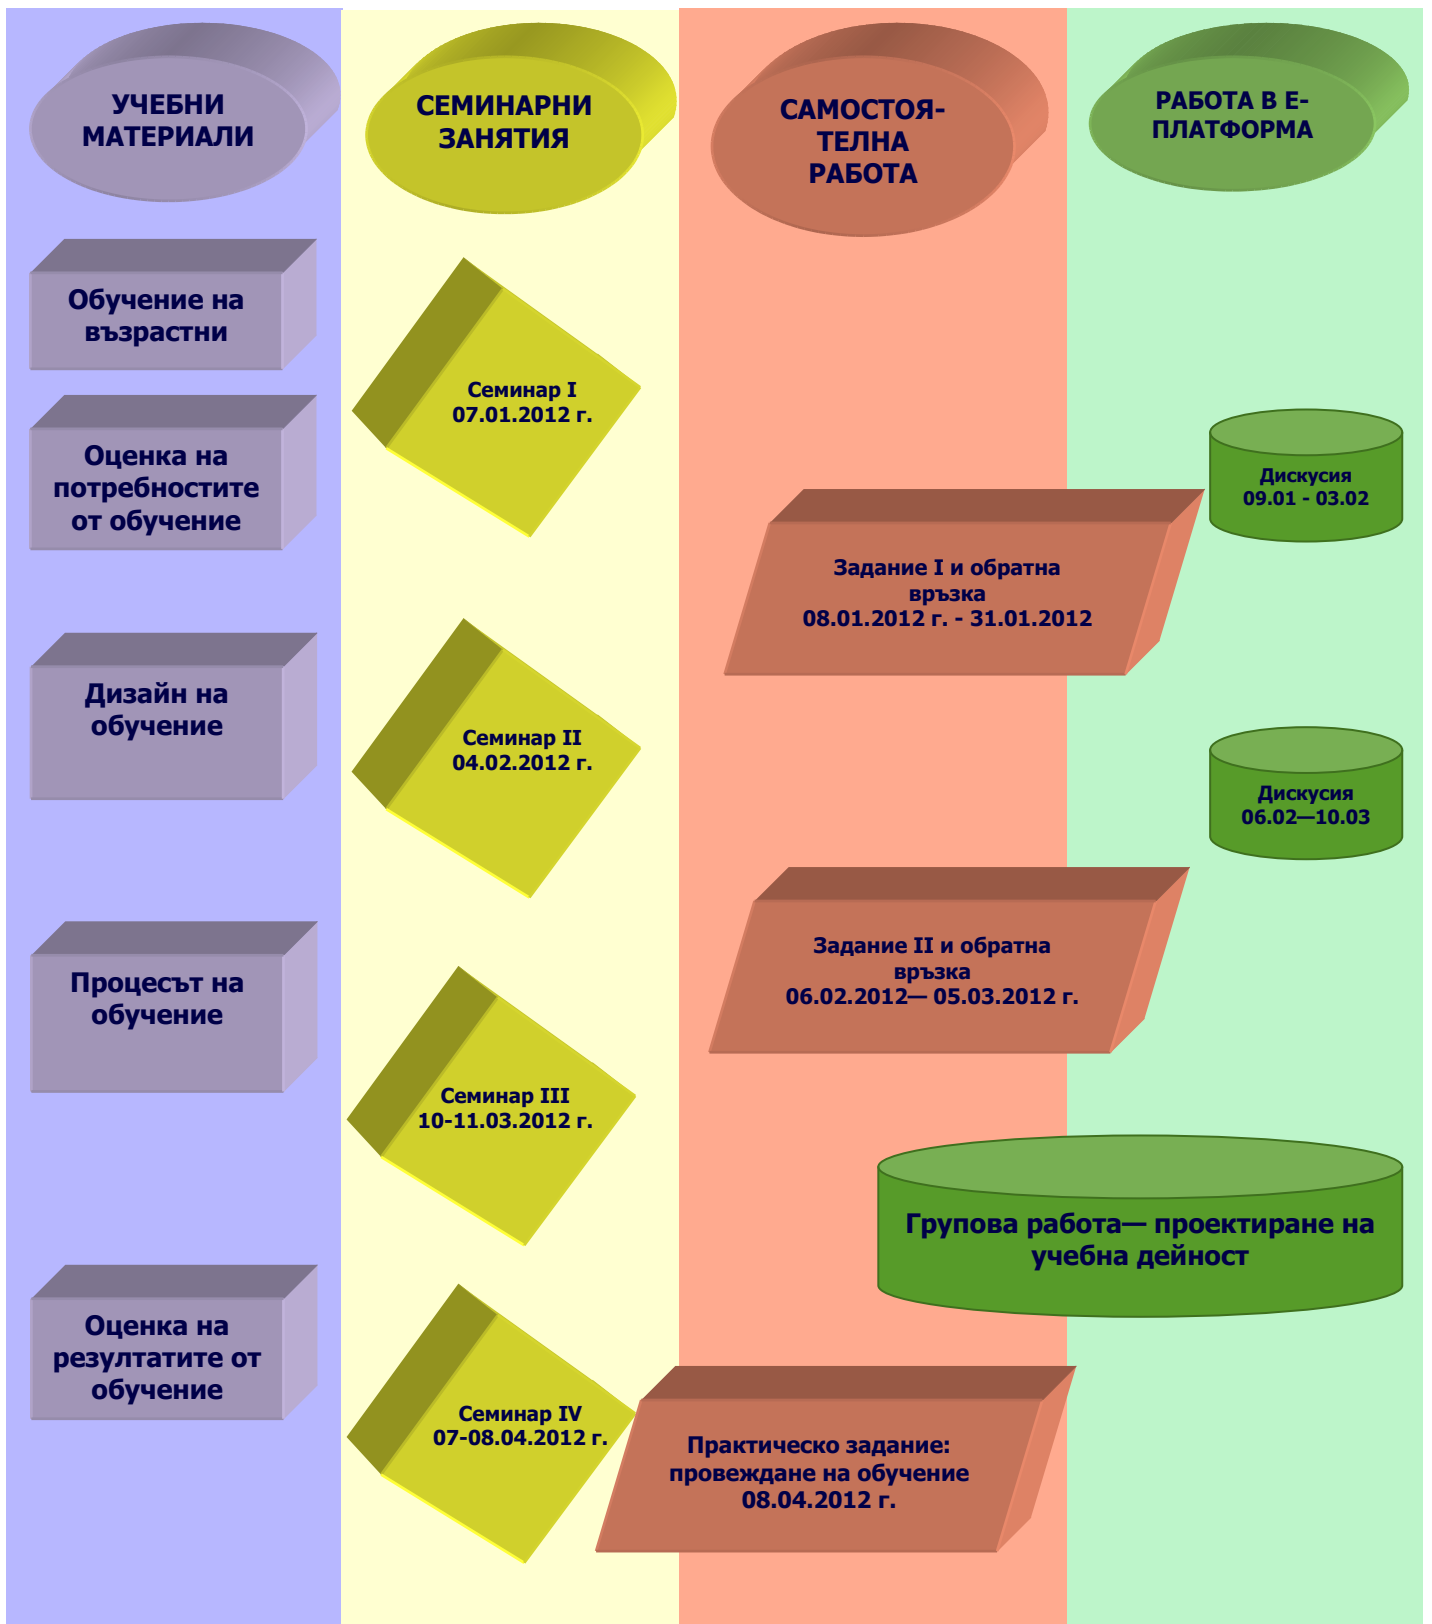 УЧЕБНИ
МАТЕРИАЛИ
СЕМИНАРНИ
ЗАНЯТИЯ
САМОСТОЯ-
ТЕЛНА
РАБОТА
РАБОТА В Е-
ПЛАТФОРМА
Обучение на
възрастни
Оценка на
потребностите
от обучение
Дизайн на
обучение
Процесът на
обучение
Оценка на
резултатите от
обучение
Семинар I
07.01.2012 г.
Семинар II
04.02.2012 г.
Семинар III
10-11.03.2012 г.
Семинар IV
07-08.04.2012 г.
Задание I и обратна
връзка
08.01.2012 г. - 31.01.2012
Задание II и обратна
връзка
06.02.2012— 05.03.2012 г.
Практическо задание:
провеждане на обучение
08.04.2012 г.
Дискусия
09.01 - 03.02
Дискусия
06.02—10.03
Групова работа— проектиране на
учебна дейност